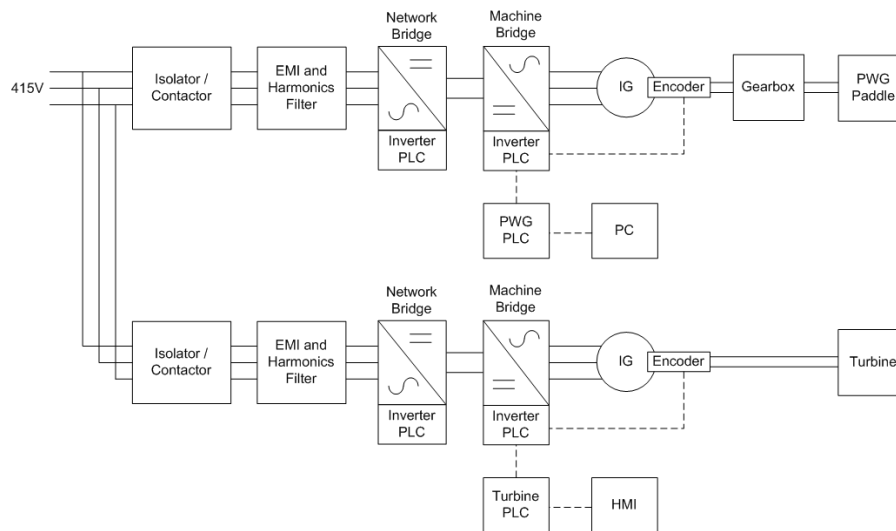 Network
Bridge
Machine
Bridge
415V
Isolator /
Contactor
EMI and
Harmonics
Filter
IG
Encoder
Gearbox
PWG
Paddle
Inverter
PLC
Inverter
PLC
PWG
PLC
PC
Network
Bridge
Machine
Bridge
Isolator /
Contactor
EMI and
Harmonics
Filter
IG
Encoder
Turbine
Inverter
PLC
Inverter
PLC
Turbine
PLC
HMI